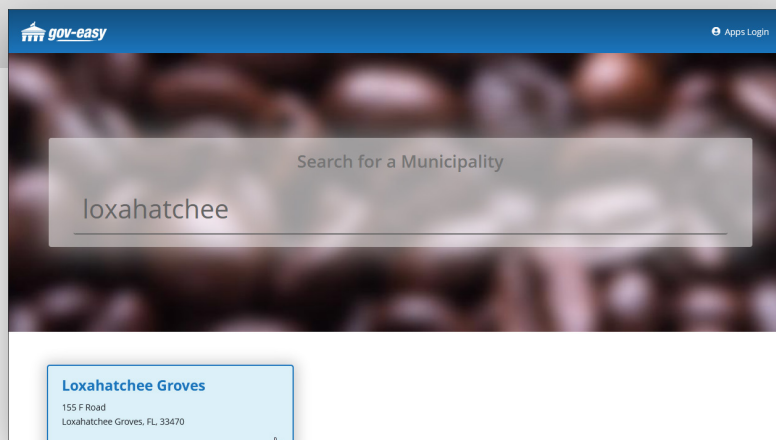 gov-easy
Apps Login
Search for a Municipality
loxahatchee
Loxahatchee Groves
155 F Road
Loxahatchee Groves, FL, 33470